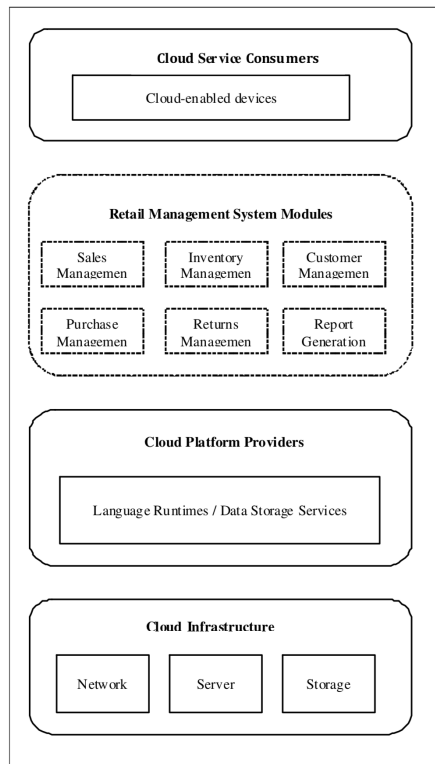 Cloud Service Consumers
Cloud-enabled devices
Retail Management System Modules
Sales
Managemen
Inventory
Managemen
Customer
Managemen
Purchase
Managemen
Returns
Managemen
Report
Generation
Cloud Platform Providers
Language Runtimes / Data Storage Services
Cloud Infrastructure
Network
Server
Storage